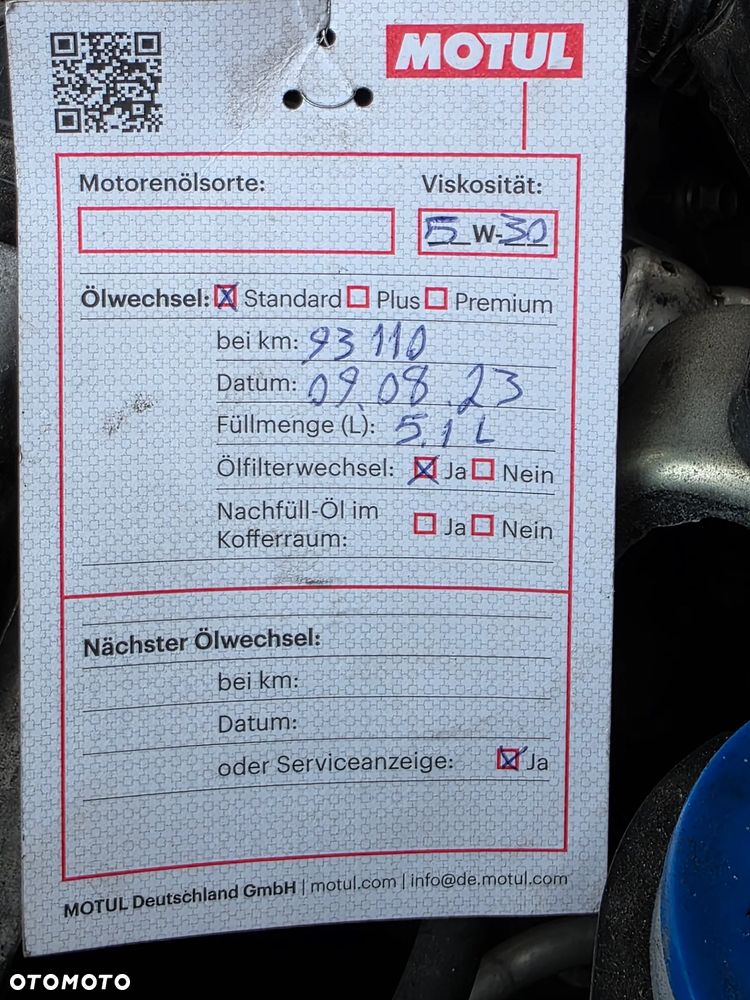 MOTUL
Motorenölsorte: Viskosität:
5 W-30
Ölwechsel: Standard Plus Premium
bei km: 93 110
Datum: 09.08.23
Füllmenge (L): 5.1 L
Ölfilterwechsel: Ja Nein
Nachfüll-Öl im
Kofferraum: Ja Nein
Nächster Ölwechsel:
bei km:
Datum:
oder Serviceanzeige: Ja
MOTUL Deutschland GmbH | motul.com | info@de.motul.com
OTOMOTO